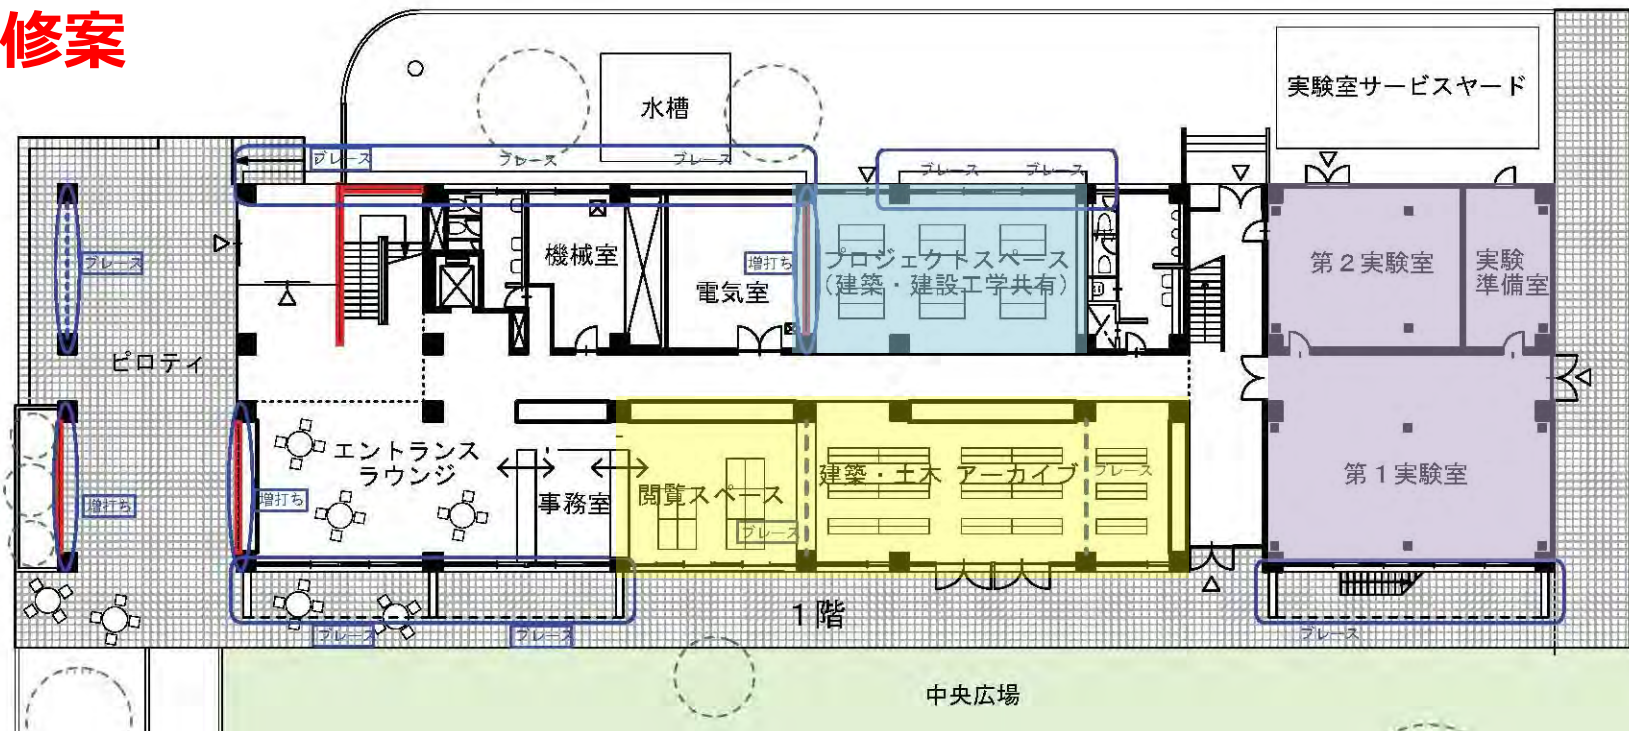 修案
実験室サービスヤード
水槽
ブレース
ブレース
ブレース
ブレース
ブレース
機械室
増打ち
電気室
プロジェクトスペース
(建築・建設工学共有)
第2実験室
実験
準備室
ブレース
ピロティ
エントランス
ラウンジ
事務室
閲覧スペース
建築・土木 アーカイブ
ブレース
第1実験室
増打ち
増打ち
ブレース
1階
ブレース
ブレース
ブレース
中央広場